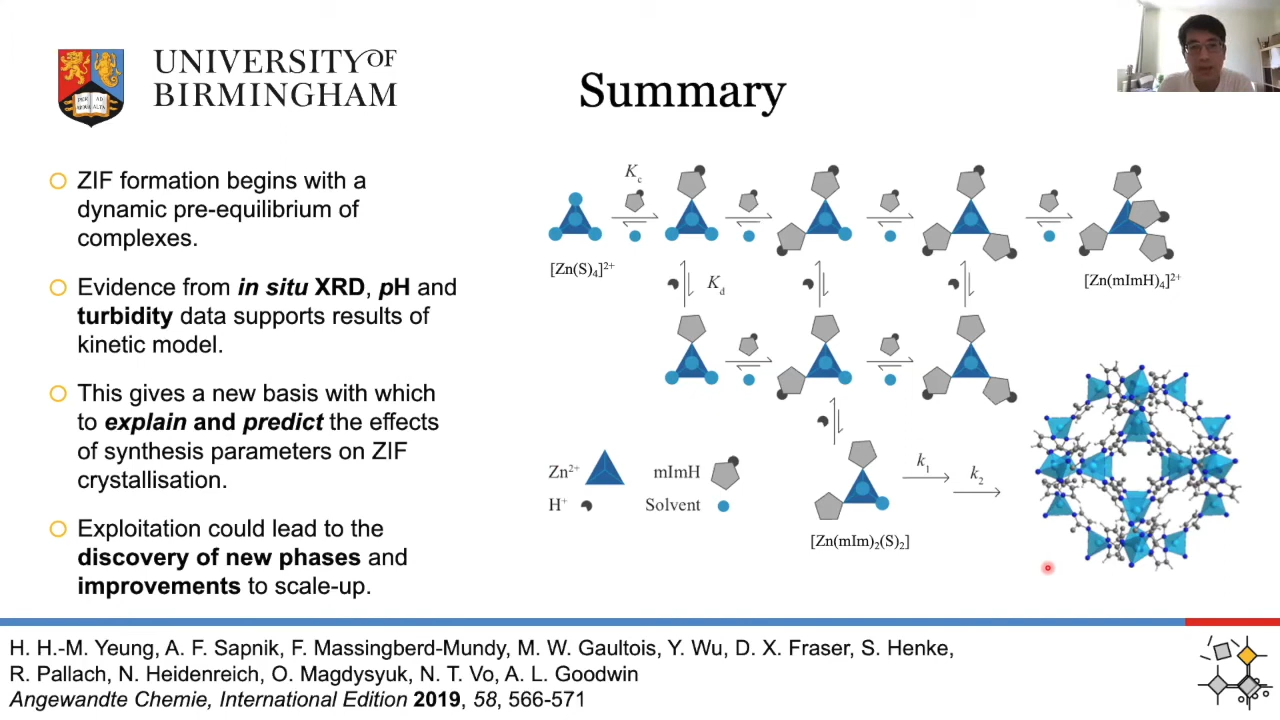 UNIVERSITY OF
BIRMINGHAM
Summary
ZIF formation begins with a
dynamic pre-equilibrium of
complexes.
Evidence from in situ XRD, pH and
turbidity data supports results of
kinetic model.
This gives a new basis with which
to explain and predict the effects
of synthesis parameters on ZIF
crystallisation.
Exploitation could lead to the
discovery of new phases and
improvements to scale-up.
Kc
[Zn(S)₄]²⁺
[Zn(mImH)₄]²⁺
Kd
Zn²⁺
mImH
H⁺
Solvent
k₁
k₂
[Zn(mIm)₂(S)₂]
H. H.-M. Yeung, A. F. Sapnik, F. Massingberd-Mundy, M. W. Gaultois, Y. Wu, D. X. Fraser, S. Henke,
R. Pallach, N. Heidenreich, O. Magdysyuk, N. T. Vo, A. L. Goodwin
Angewandte Chemie, International Edition 2019, 58, 566-571